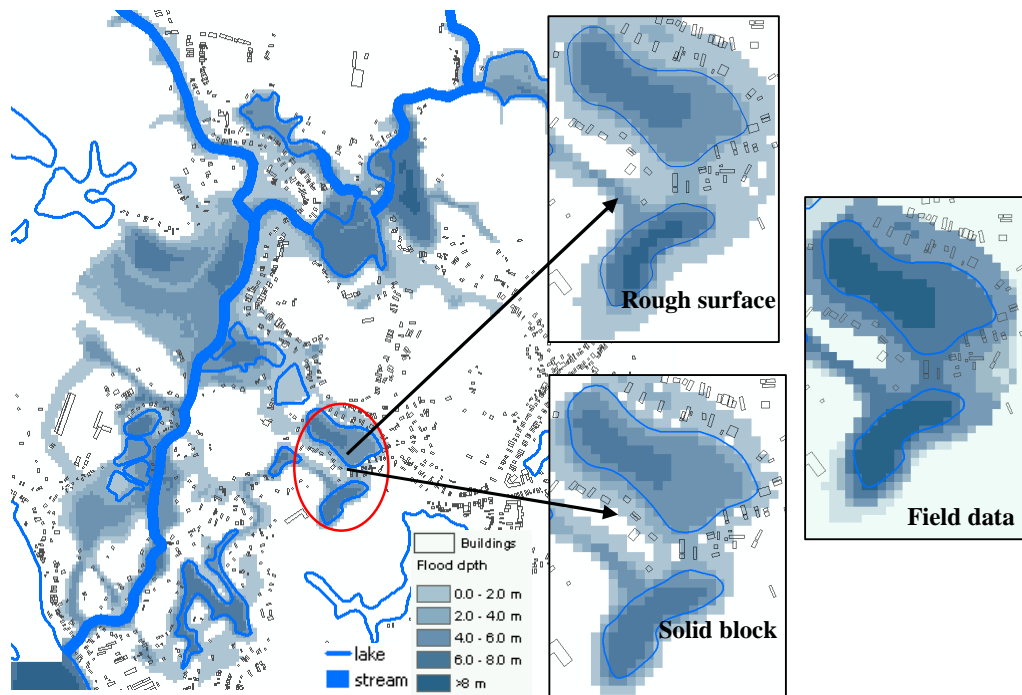 Rough surface
Field data
Solid block
Buildings
Flood dpth
0.0 - 2.0 m
2.0 - 4.0 m
4.0 - 6.0 m
6.0 - 8.0 m
>8 m
lake
stream